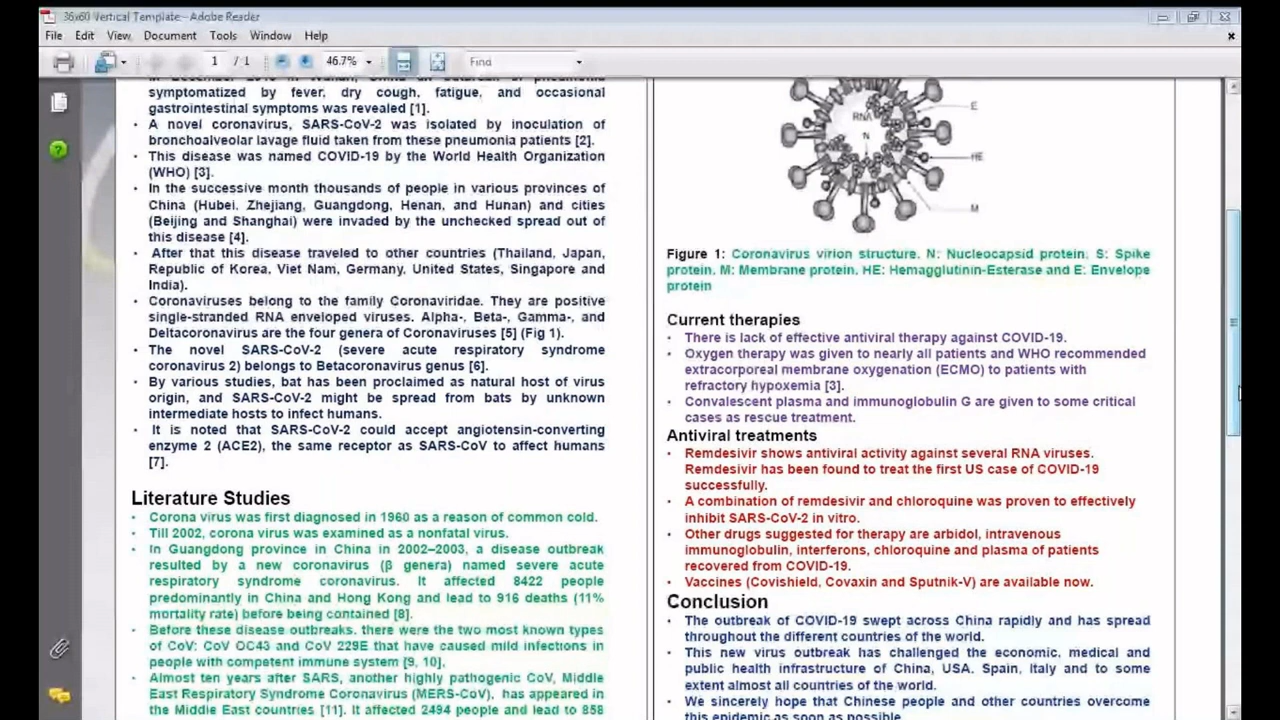 36x60 Vertical Template - Adobe Reader
File Edit View Document Tools Window Help
1 / 1 46.7% Find
symptomatized by fever, dry cough, fatigue, and occasional
gastrointestinal symptoms was revealed [1].
• A novel coronavirus, SARS-CoV-2 was isolated by inoculation of
bronchoalveolar lavage fluid taken from these pneumonia patients [2].
• This disease was named COVID-19 by the World Health Organization
(WHO) [3].
• In the successive month thousands of people in various provinces of
China (Hubei, Zhejiang, Guangdong, Henan, and Hunan) and cities
(Beijing and Shanghai) were invaded by the unchecked spread out of
this disease [4].
• After that this disease traveled to other countries (Thailand, Japan,
Republic of Korea, Viet Nam, Germany, United States, Singapore and
India).
• Coronaviruses belong to the family Coronaviridae. They are positive
single-stranded RNA enveloped viruses. Alpha-, Beta-, Gamma-, and
Deltacoronavirus are the four genera of Coronaviruses [5] (Fig 1).
• The novel SARS-CoV-2 (severe acute respiratory syndrome
coronavirus 2) belongs to Betacoronavirus genus [6].
• By various studies, bat has been proclaimed as natural host of virus
origin, and SARS-CoV-2 might be spread from bats by unknown
intermediate hosts to infect humans.
• It is noted that SARS-CoV-2 could accept angiotensin-converting
enzyme 2 (ACE2), the same receptor as SARS-CoV to affect humans
[7].
Literature Studies
• Corona virus was first diagnosed in 1960 as a reason of common cold.
• Till 2002, corona virus was examined as a nonfatal virus.
• In Guangdong province in China in 2002–2003, a disease outbreak
resulted by a new coronavirus (β genera) named severe acute
respiratory syndrome coronavirus. It affected 8422 people
predominantly in China and Hong Kong and lead to 916 deaths (11%
mortality rate) before being contained [8].
• Before these disease outbreaks, there were the two most known types
of CoV: CoV OC43 and CoV 229E that have caused mild infections in
people with competent immune system [9, 10].
• Almost ten years after SARS, another highly pathogenic CoV, Middle
East Respiratory Syndrome Coronavirus (MERS-CoV), has appeared in
the Middle East countries [11]. It affected 2494 people and lead to 858
E
RNA
N
HE
M
Figure 1: Coronavirus virion structure. N: Nucleocapsid protein, S: Spike
protein, M: Membrane protein, HE: Hemagglutinin-Esterase and E: Envelope
protein
Current therapies
• There is lack of effective antiviral therapy against COVID-19.
• Oxygen therapy was given to nearly all patients and WHO recommended
extracorporeal membrane oxygenation (ECMO) to patients with
refractory hypoxemia [3].
• Convalescent plasma and immunoglobulin G are given to some critical
cases as rescue treatment.
Antiviral treatments
• Remdesivir shows antiviral activity against several RNA viruses.
Remdesivir has been found to treat the first US case of COVID-19
successfully.
• A combination of remdesivir and chloroquine was proven to effectively
inhibit SARS-CoV-2 in vitro.
• Other drugs suggested for therapy are arbidol, intravenous
immunoglobulin, interferons, chloroquine and plasma of patients
recovered from COVID-19.
• Vaccines (Covishield, Covaxin and Sputnik-V) are available now.
Conclusion
• The outbreak of COVID-19 swept across China rapidly and has spread
throughout the different countries of the world.
• This new virus outbreak has challenged the economic, medical and
public health infrastructure of China, USA, Spain, Italy and to some
extent almost all countries of the world.
• We sincerely hope that Chinese people and other countries overcome
this epidemic as soon as possible.